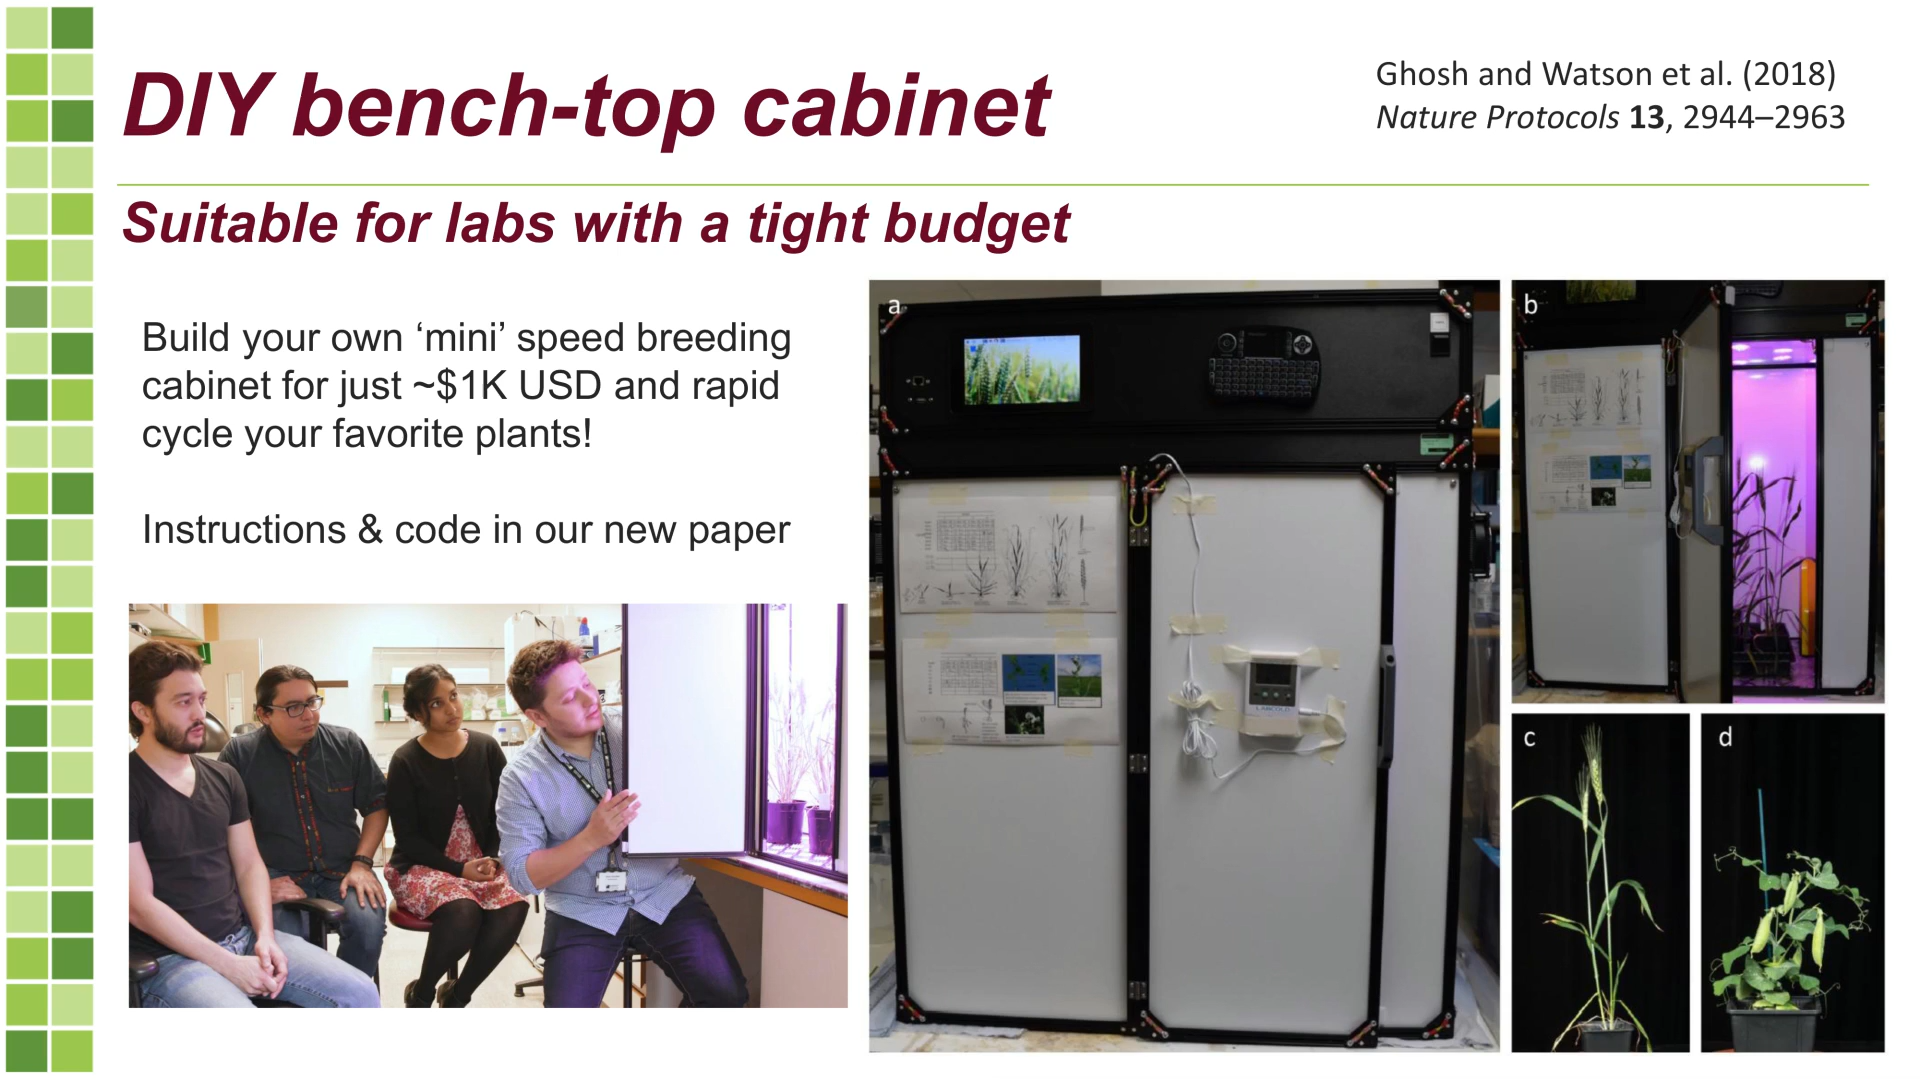 DIY bench-top cabinet
Ghosh and Watson et al. (2018)
Nature Protocols 13, 2944–2963
Suitable for labs with a tight budget
Build your own ‘mini’ speed breeding
cabinet for just ~$1K USD and rapid
cycle your favorite plants!
Instructions & code in our new paper
a
LABCOLD
b
c
d